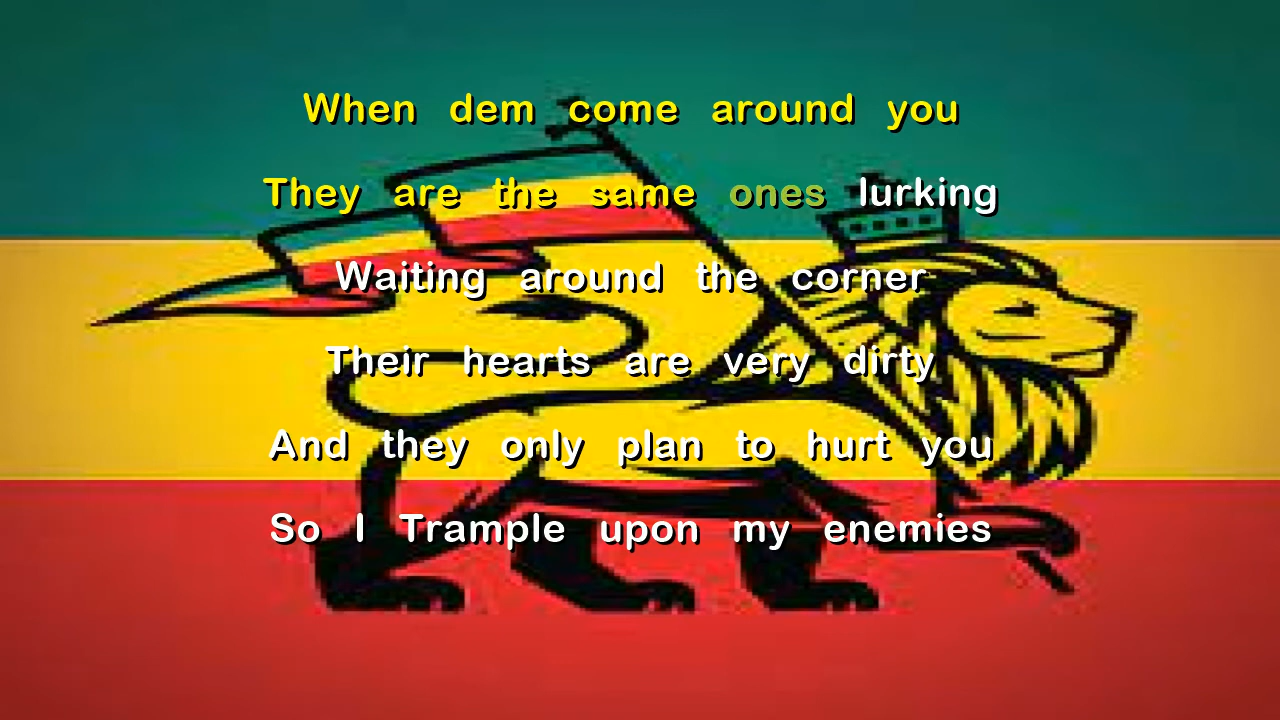 When dem come around you
They are the same ones lurking
Waiting around the corner
Their hearts are very dirty
And they only plan to hurt you
So I Trample upon my enemies